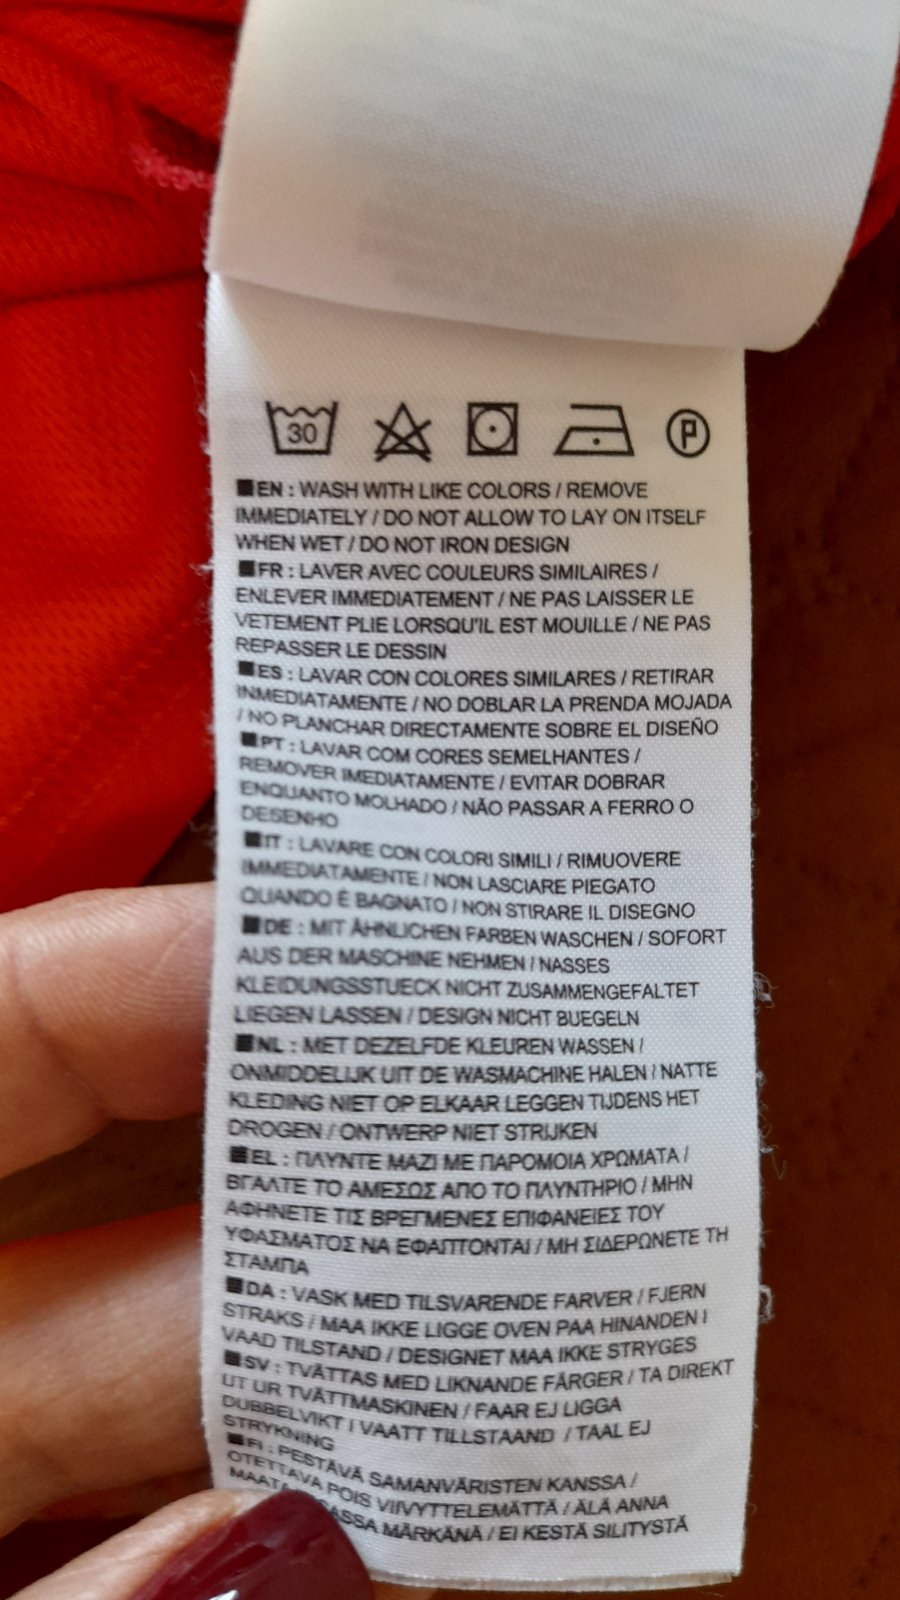 30 P
EN : WASH WITH LIKE COLORS / REMOVE
IMMEDIATELY / DO NOT ALLOW TO LAY ON ITSELF
WHEN WET / DO NOT IRON DESIGN
FR : LAVER AVEC COULEURS SIMILAIRES /
ENLEVER IMMEDIATEMENT / NE PAS LAISSER LE
VETEMENT PLIE LORSQU'IL EST MOUILLE / NE PAS
REPASSER LE DESSIN
ES : LAVAR CON COLORES SIMILARES / RETIRAR
INMEDIATAMENTE / NO DOBLAR LA PRENDA MOJADA
/ NO PLANCHAR DIRECTAMENTE SOBRE EL DISEÑO
PT : LAVAR COM CORES SEMELHANTES /
REMOVER IMEDIATAMENTE / EVITAR DOBRAR
ENQUANTO MOLHADO / NÃO PASSAR A FERRO O
DESENHO
IT : LAVARE CON COLORI SIMILI / RIMUOVERE
IMMEDIATAMENTE / NON LASCIARE PIEGATO
QUANDO È BAGNATO / NON STIRARE IL DISEGNO
DE : MIT ÄHNLICHEN FARBEN WASCHEN / SOFORT
AUS DER MASCHINE NEHMEN / NASSES
KLEIDUNGSSTUECK NICHT ZUSAMMENGEFALTET
LIEGEN LASSEN / DESIGN NICHT BUEGELN
NL : MET DEZELFDE KLEUREN WASSEN /
ONMIDDELIJK UIT DE WASMACHINE HALEN / NATTE
KLEDING NIET OP ELKAAR LEGGEN TIJDENS HET
DROGEN / ONTWERP NIET STRIJKEN
EL : ΠΛΥΝΤΕ ΜΑΖΙ ΜΕ ΠΑΡΟΜΟΙΑ ΧΡΩΜΑΤΑ /
ΒΓΑΛΤΕ ΤΟ ΑΜΕΣΩΣ ΑΠΟ ΤΟ ΠΛΥΝΤΗΡΙΟ / ΜΗΝ
ΑΦΗΝΕΤΕ ΤΙΣ ΒΡΕΓΜΕΝΕΣ ΕΠΙΦΑΝΕΙΕΣ ΤΟΥ
ΥΦΑΣΜΑΤΟΣ ΝΑ ΕΦΑΠΤΟΝΤΑΙ / ΜΗ ΣΙΔΕΡΩΝΕΤΕ ΤΗ
ΣΤΑΜΠΑ
DA : VASK MED TILSVARENDE FARVER / FJERN
STRAKS / MAA IKKE LIGGE OVEN PAA HINANDEN I
VAAD TILSTAND / DESIGNET MAA IKKE STRYGES
SV : TVÄTTAS MED LIKNANDE FÄRGER / TA DIREKT
UT UR TVÄTTMASKINEN / FAAR EJ LIGGA
DUBBELVIKT I VAATT TILLSTAAND / TAAL EJ
STRYKNING
FI : PESTÄVÄ SAMANVÄRISTEN KANSSA /
OTETTAVA POIS VIIVYTTELEMÄTTÄ / ÄLÄ ANNA
MÄRKÄNÄ / EI KESTÄ SILITYSTÄ